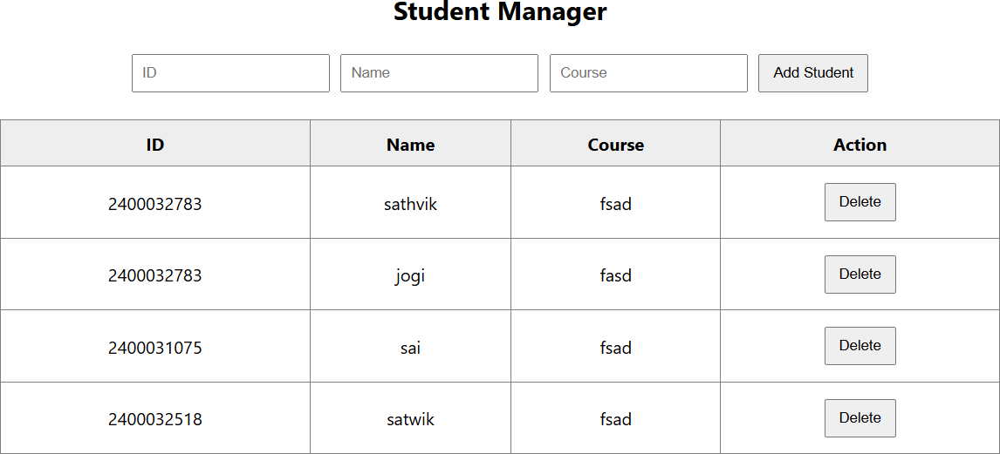 Student Manager
ID Name Course Add Student
ID Name Course Action
2400032783 sathvik fsad Delete
2400032783 jogi fasd Delete
2400031075 sai fsad Delete
2400032518 satwik fsad Delete